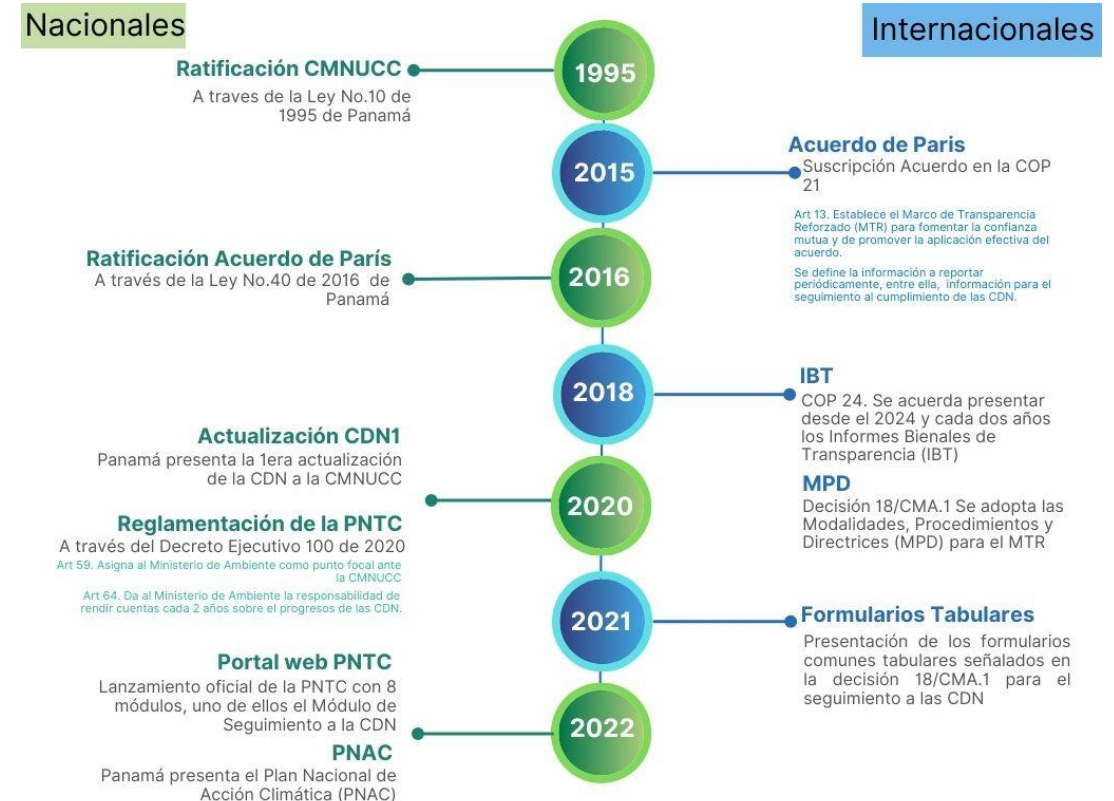 Nacionales
Internacionales
1995
Ratificación CMNUCC
A traves de la Ley No.10 de
1995 de Panamá
2015
Acuerdo de Paris
Suscripción Acuerdo en la COP
21
Art 13. Establece el Marco de Transparencia
Reforzado (MTR) para fomentar la confianza
mutua y de promover la aplicación efectiva del
acuerdo.
Se define la información a reportar
périódicamente, entre ella, información para el
seguimiento al cumplimiento de las CDN.
2016
Ratificación Acuerdo de París
A través de la Ley No.40 de 2016 de
Panamá
2018
IBT
COP 24. Se acuerda presentar
desde el 2024 y cada dos años
los Informes Bienales de
Transparencia (IBT)
MPD
Decisión 18/CMA.1 Se adopta las
Modalidades, Procedimientos y
Directrices (MPD) para el MTR
2020
Actualización CDN1
Panamá presenta la 1era actualización
de la CDN a la CMNUCC
Reglamentación de la PNTC
A través del Decreto Ejecutivo 100 de 2020
Art 59. Asigna al Ministerio de Ambiente como punto focal ante
la CMNUCC
Art 64. Da al Ministerio de Ambiente la responsabilidad de
rendir cuentas cada 2 años sobre el progresos de las CDN.
2021
Formularios Tabulares
Presentación de los formularios
comunes tabulares señalados en
la decisión 18/CMA.1 para el
seguimiento a las CDN
2022
Portal web PNTC
Lanzamiento oficial de la PNTC con 8
módulos, uno de ellos el Módulo de
Seguimiento a la CDN
PNAC
Panamá presenta el Plan Nacional de
Acción Climática (PNAC)